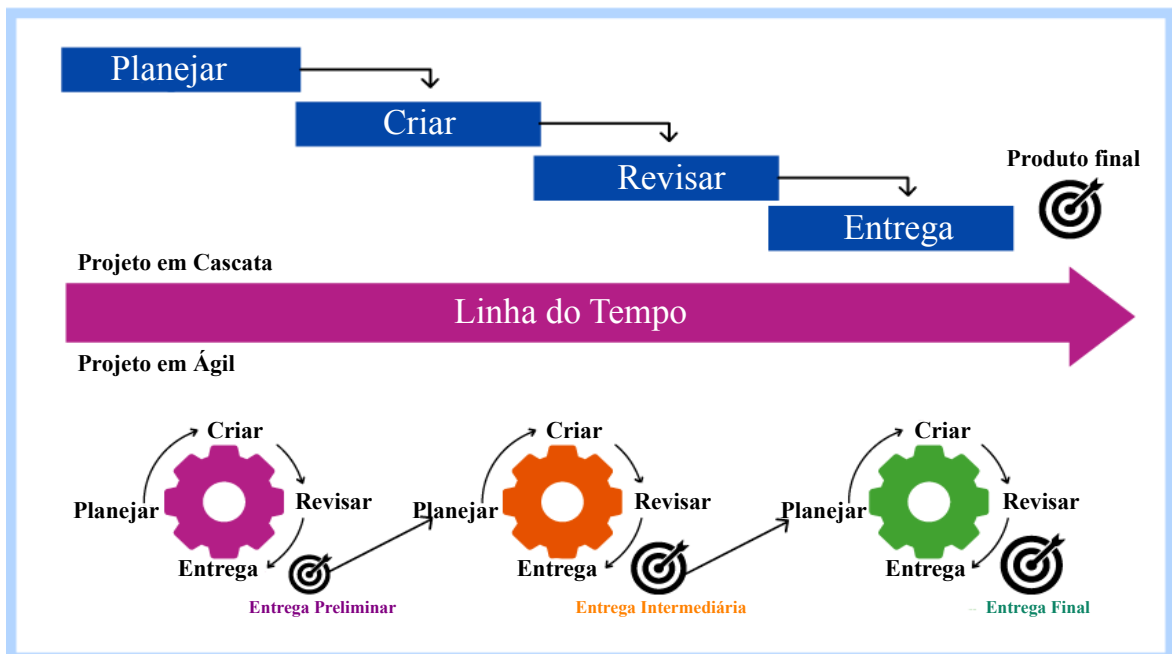 Planejar
Criar
Revisar
Produto final
Entrega
Projeto em Cascata
Linha do Tempo
Projeto em Ágil
Criar
Planejar
Revisar
Entrega
Entrega Preliminar
Criar
Planejar
Revisar
Entrega
Entrega Intermediária
Criar
Planejar
Revisar
Entrega
Entrega Final